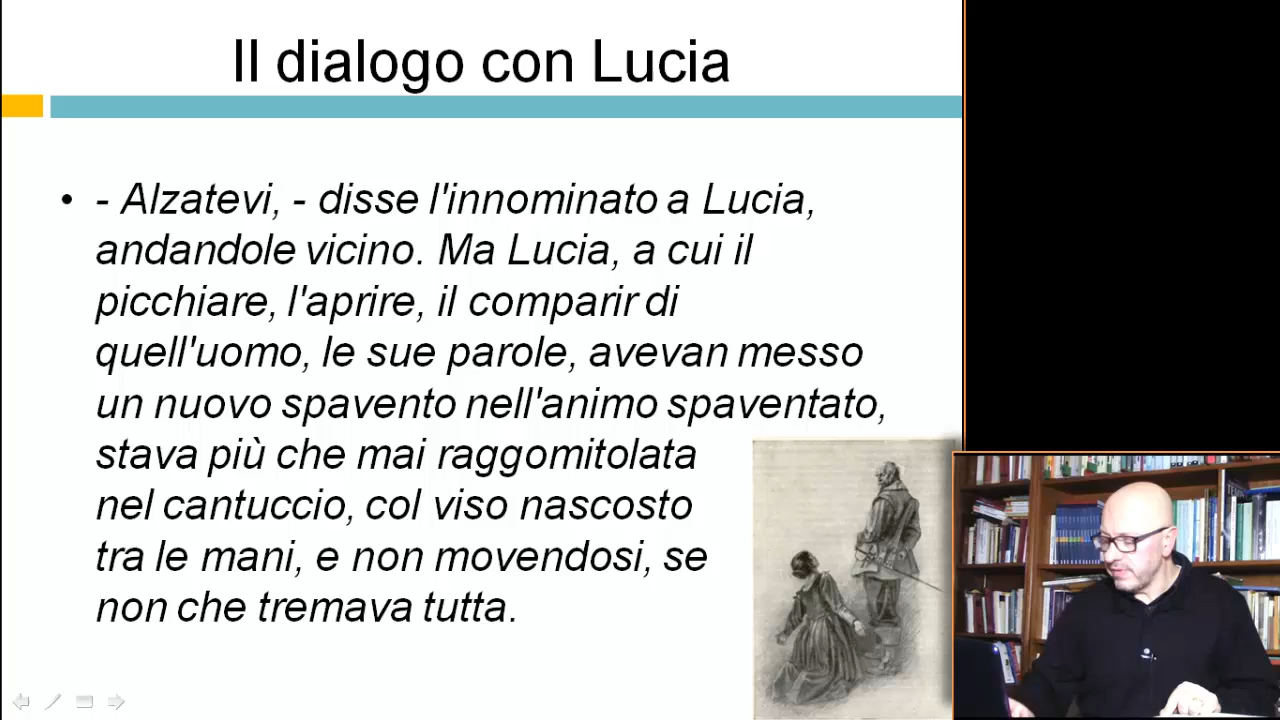 Il dialogo con Lucia
• - Alzatevi, - disse l'innominato a Lucia,
andandole vicino. Ma Lucia, a cui il
picchiare, l'aprire, il comparir di
quell'uomo, le sue parole, avevan messo
un nuovo spavento nell'animo spaventato,
stava più che mai raggomitolata
nel cantuccio, col viso nascosto
tra le mani, e non movendosi, se
non che tremava tutta.